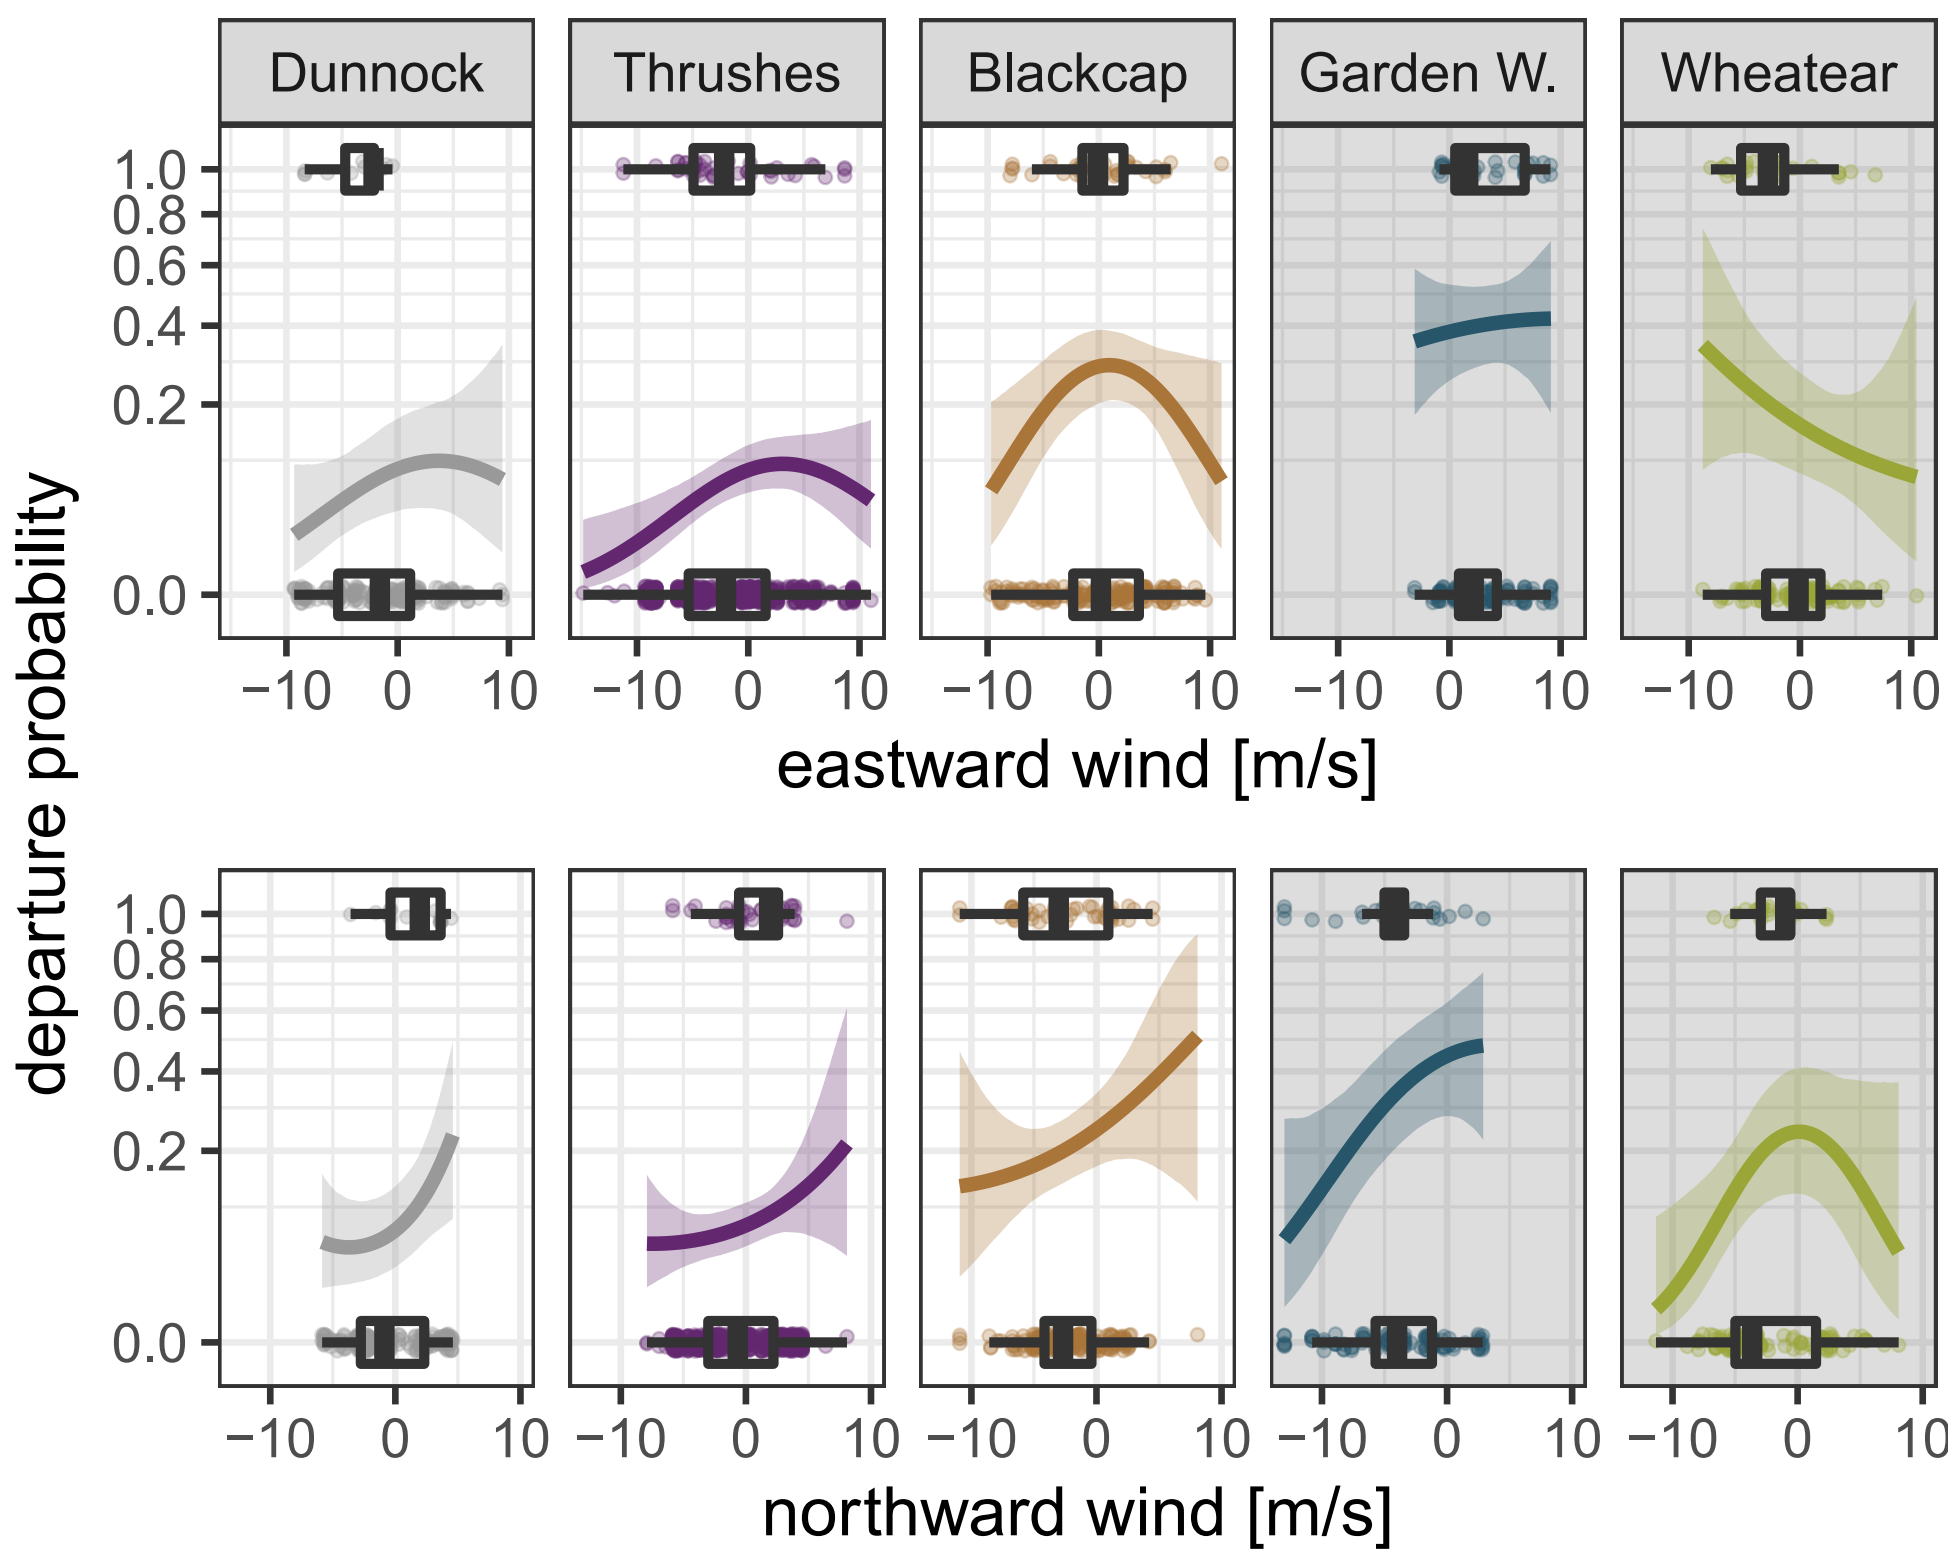 Dunnock Thrushes Blackcap Garden W. Wheatear
1.0
0.8
0.6
0.4
0.2
0.0
−10 0 10 −10 0 10 −10 0 10 −10 0 10 −10 0 10
eastward wind [m/s]
departure probability
1.0
0.8
0.6
0.4
0.2
0.0
−10 0 10 −10 0 10 −10 0 10 −10 0 10 −10 0 10
northward wind [m/s]